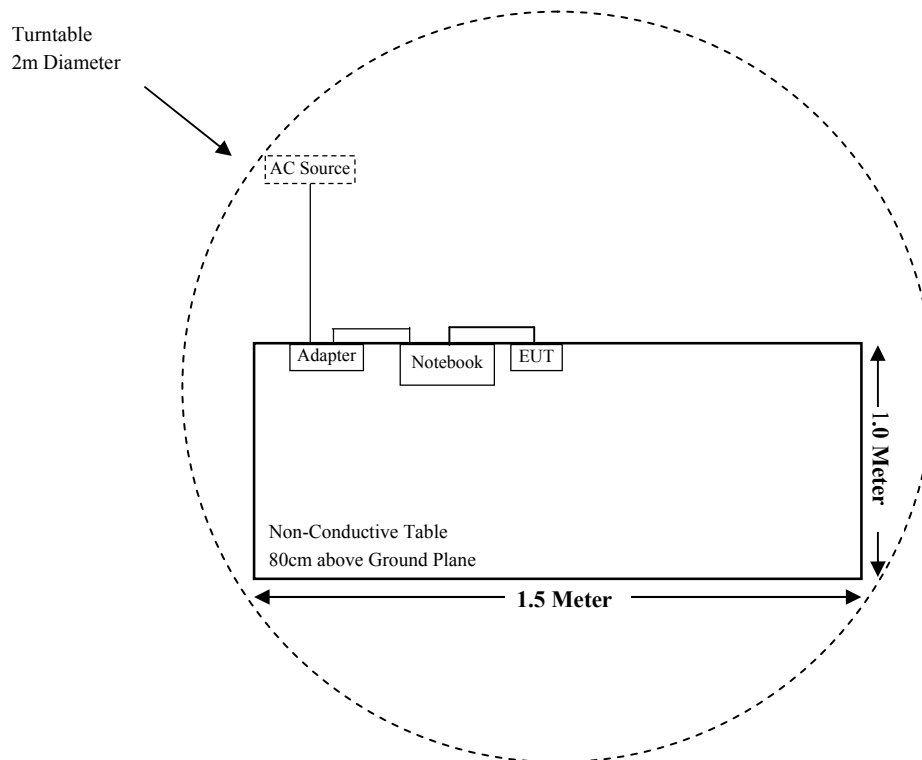 Turntable
2m Diameter
AC Source
Adapter
Notebook
EUT
1.0 Meter
Non-Conductive Table
80cm above Ground Plane
1.5 Meter